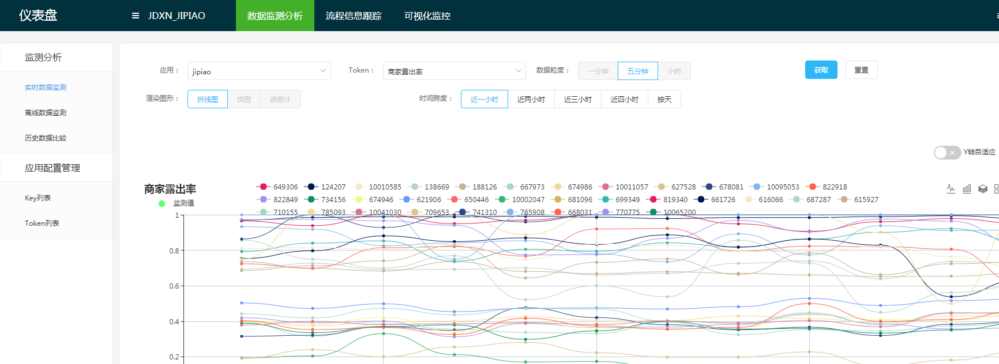 仪表盘 ≡ JDXN_JIPIAO 数据监测分析 流程信息跟踪 可视化监控
监测分析
实时数据监测
离线数据监测
历史数据比较
应用配置管理
Key列表
Token列表
应用： jipiao Token： 商家露出率 数据粒度： 一分钟 五分钟 小时 获取 重置
渲染图形： 折线图 饼图 速度计 时间跨度： 近一小时 近两小时 近三小时 近四小时 按天
Y轴自适应
商家露出率
监测值
649306 124207 10010585 138669 188126 667973 674986 10011057 627528 678081 10095053 822918
822849 734156 674946 621906 650446 10002047 681096 699349 819340 661726 616066 687287 615927
710155 785093 10041030 709653 741310 765908 668031 770775 10065200
1
0.8
0.6
0.4
0.2